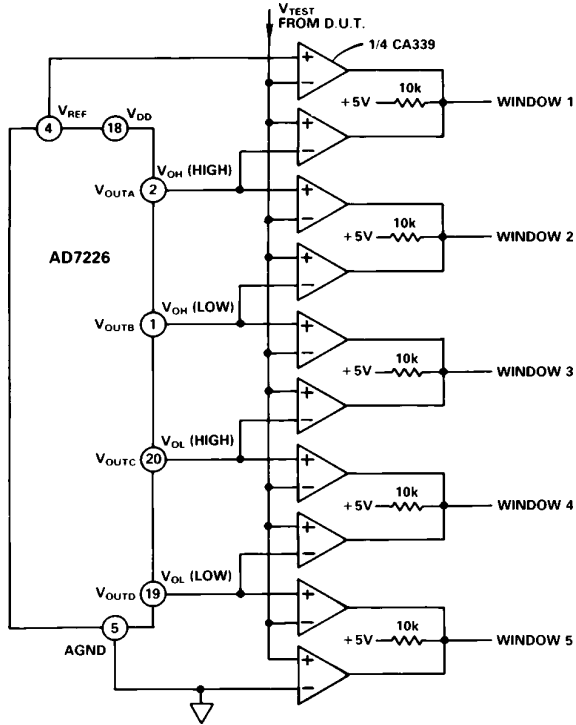 V_TEST
FROM D.U.T.
1/4 CA339
+
−
10k
+5V
WINDOW 1
+
−
V_REF
V_DD
4
18
V_OH (HIGH)
V_OUTA
2
+
−
10k
+5V
WINDOW 2
AD7226
+
−
V_OH (LOW)
V_OUTB
1
+
−
10k
+5V
WINDOW 3
+
−
V_OL (HIGH)
V_OUTC
20
+
−
10k
+5V
WINDOW 4
+
−
V_OL (LOW)
V_OUTD
19
+
−
10k
+5V
WINDOW 5
5
AGND
+
−